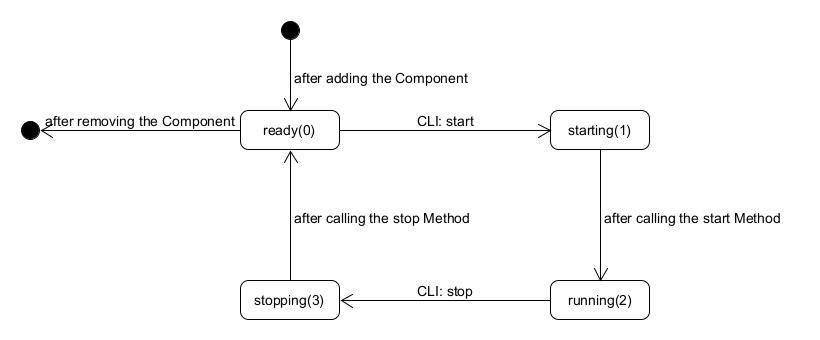 after adding the Component
after removing the Component
ready(0)
CLI: start
starting(1)
after calling the stop Method
after calling the start Method
stopping(3)
CLI: stop
running(2)